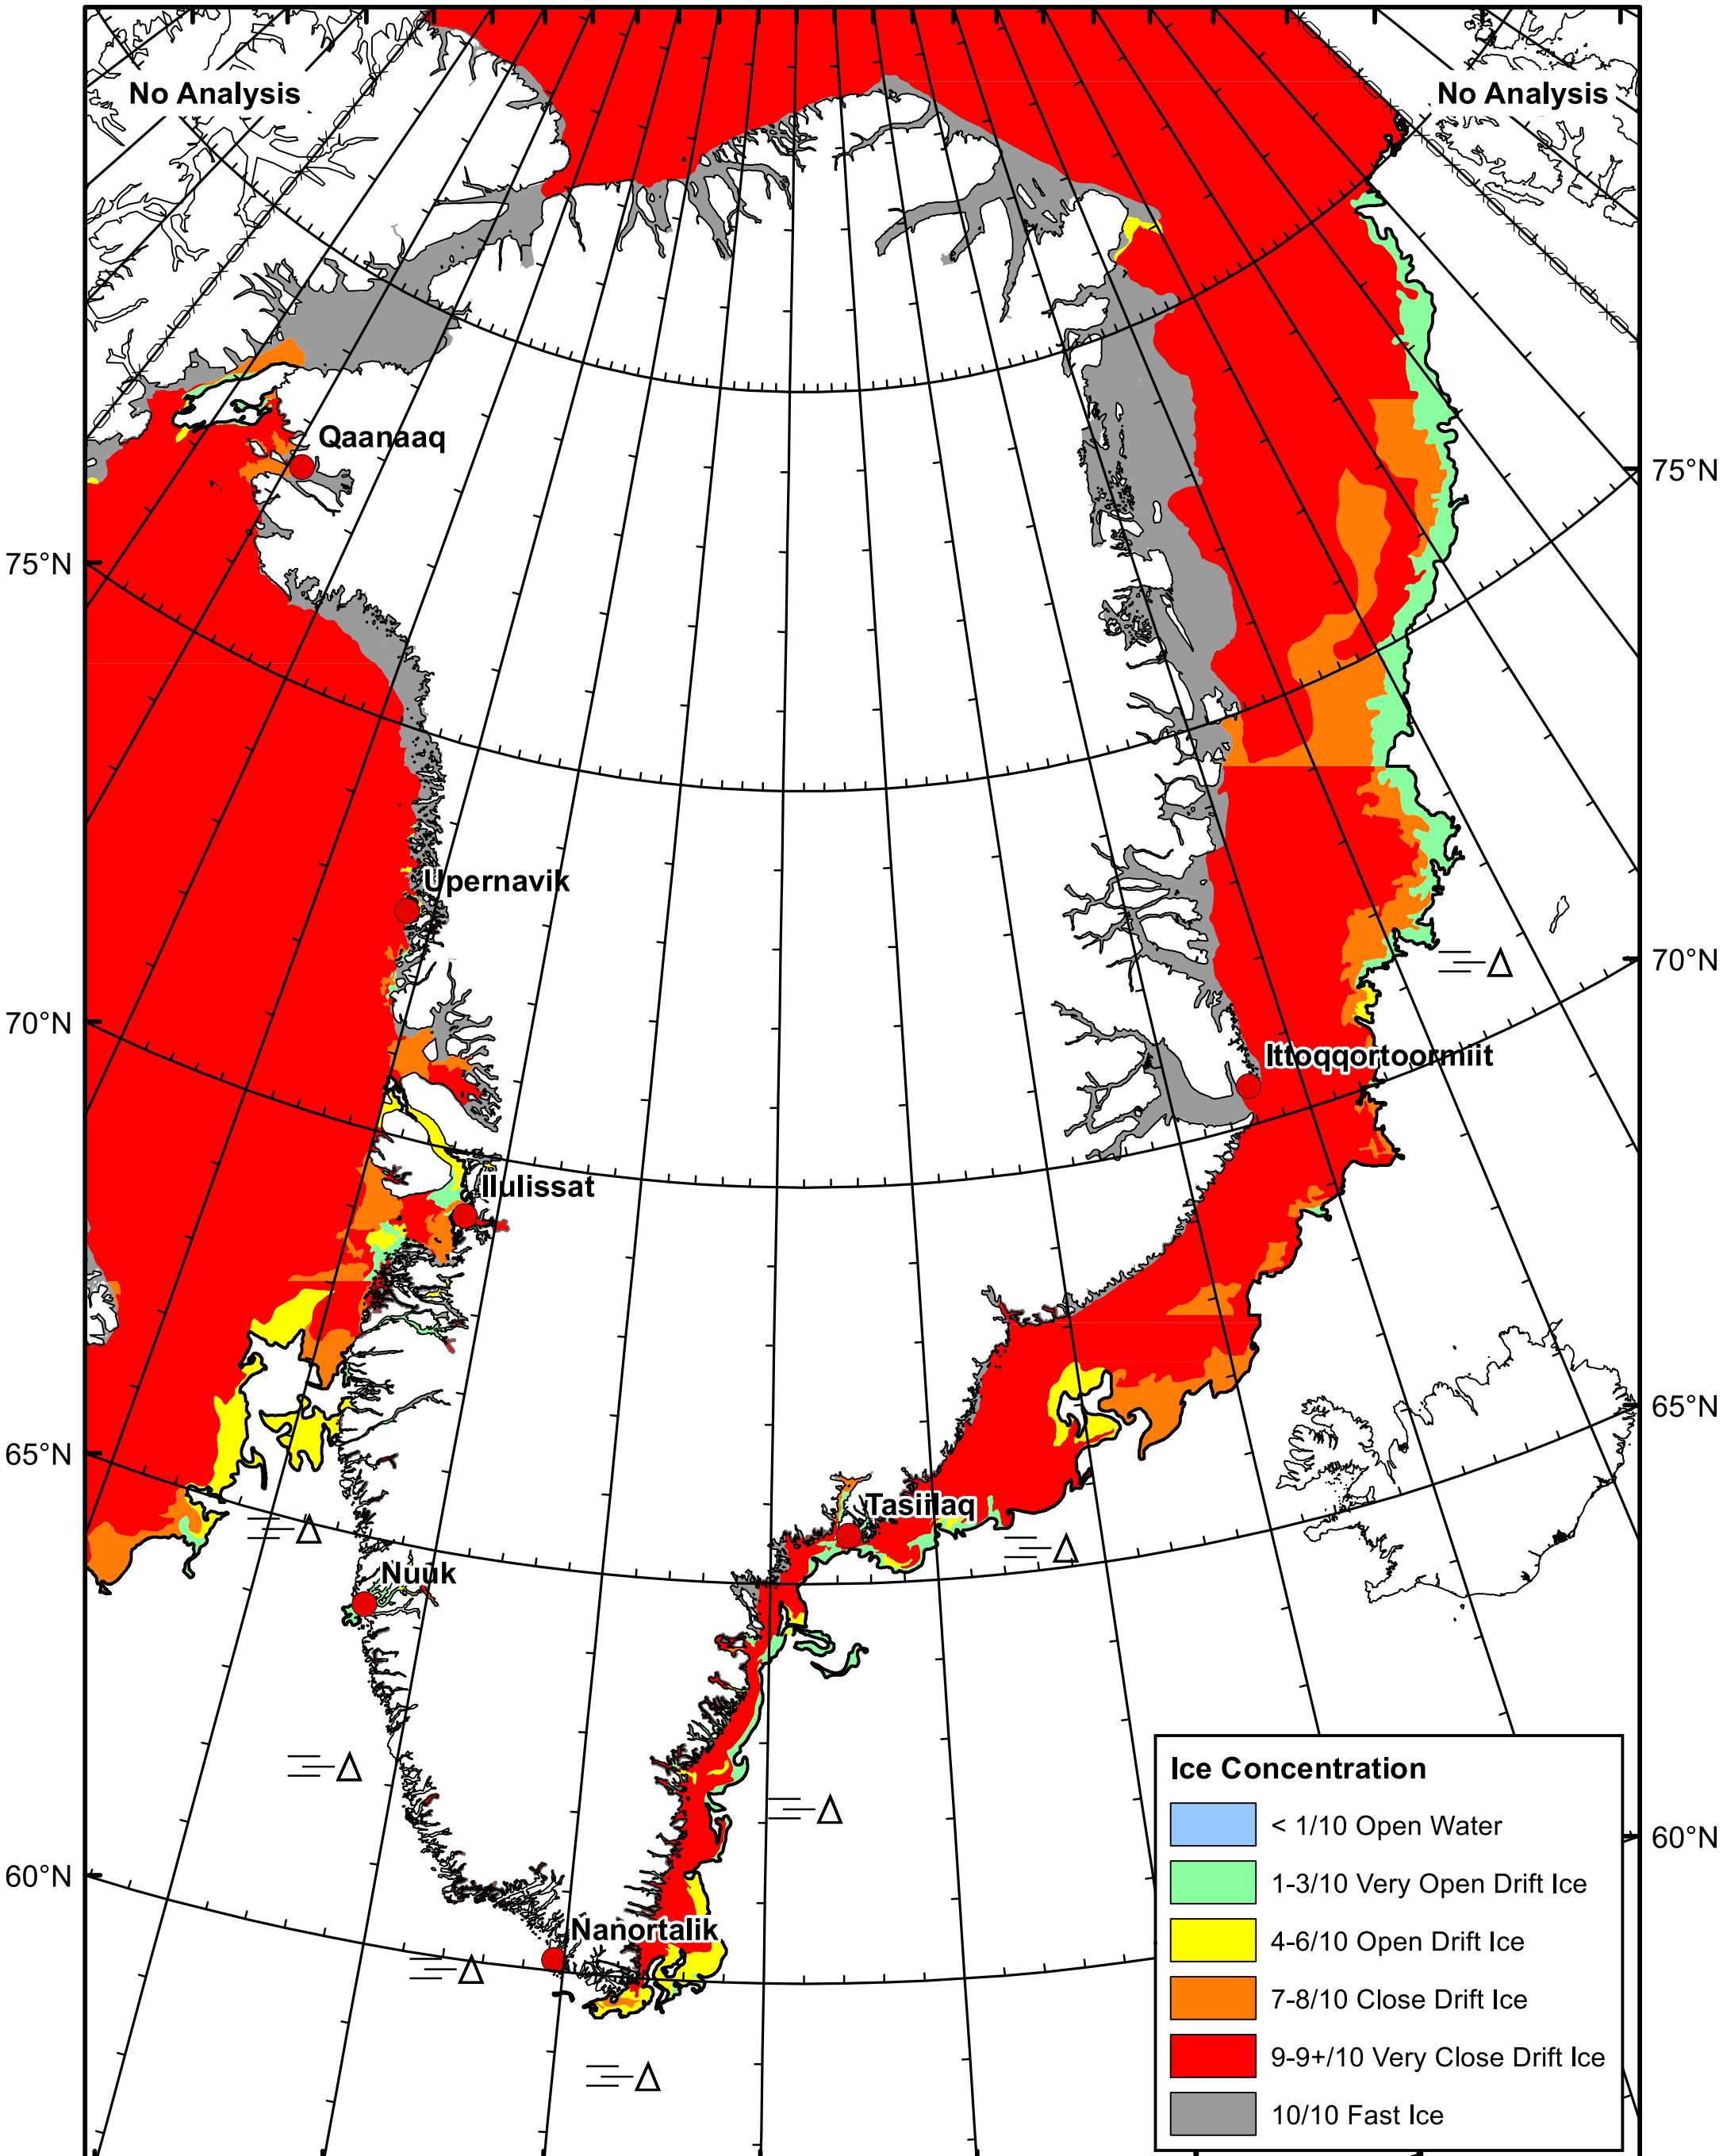 No Analysis
No Analysis
Qaanaaq
75°N
75°N
Upernavik
70°N
70°N
Ittoqqortoormiit
Ilulissat
65°N
65°N
Tasiilaq
Nuuk
Ice Concentration
< 1/10 Open Water
60°N
60°N
1-3/10 Very Open Drift Ice
Nanortalik
4-6/10 Open Drift Ice
7-8/10 Close Drift Ice
9-9+/10 Very Close Drift Ice
10/10 Fast Ice